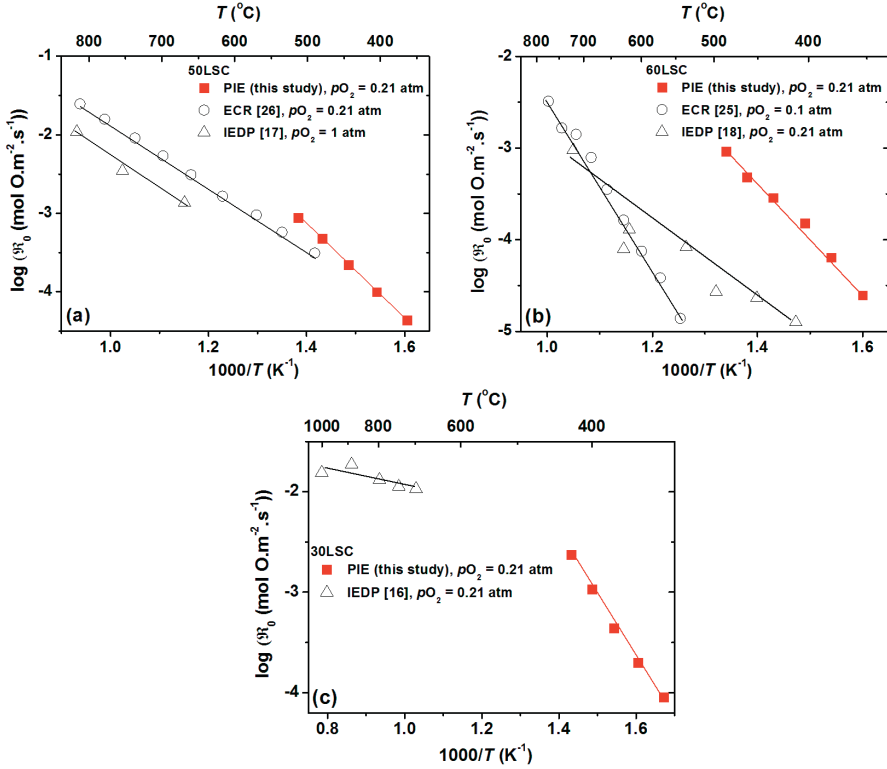 T (°C)
800 700 600 500 400
50LSC
PIE (this study), pO₂ = 0.21 atm
ECR [26], pO₂ = 0.21 atm
IEDP [17], pO₂ = 1 atm
-1
-2
-3
-4
log (ℜ₀ (mol O.m⁻².s⁻¹))
(a)
1.0 1.2 1.4 1.6
1000/T (K⁻¹)
T (°C)
800 700 600 500 400
60LSC
PIE (this study), pO₂ = 0.21 atm
ECR [25], pO₂ = 0.1 atm
IEDP [18], pO₂ = 0.21 atm
-2
-3
-4
-5
log (ℜ₀ (mol O.m⁻².s⁻¹))
(b)
1.0 1.2 1.4 1.6
1000/T (K⁻¹)
T (°C)
1000 800 600 400
-2
-3
-4
log (ℜ₀ (mol O.m⁻².s⁻¹))
30LSC
PIE (this study), pO₂ = 0.21 atm
IEDP [16], pO₂ = 0.21 atm
(c)
0.8 1.0 1.4 1.6
1000/T (K⁻¹)